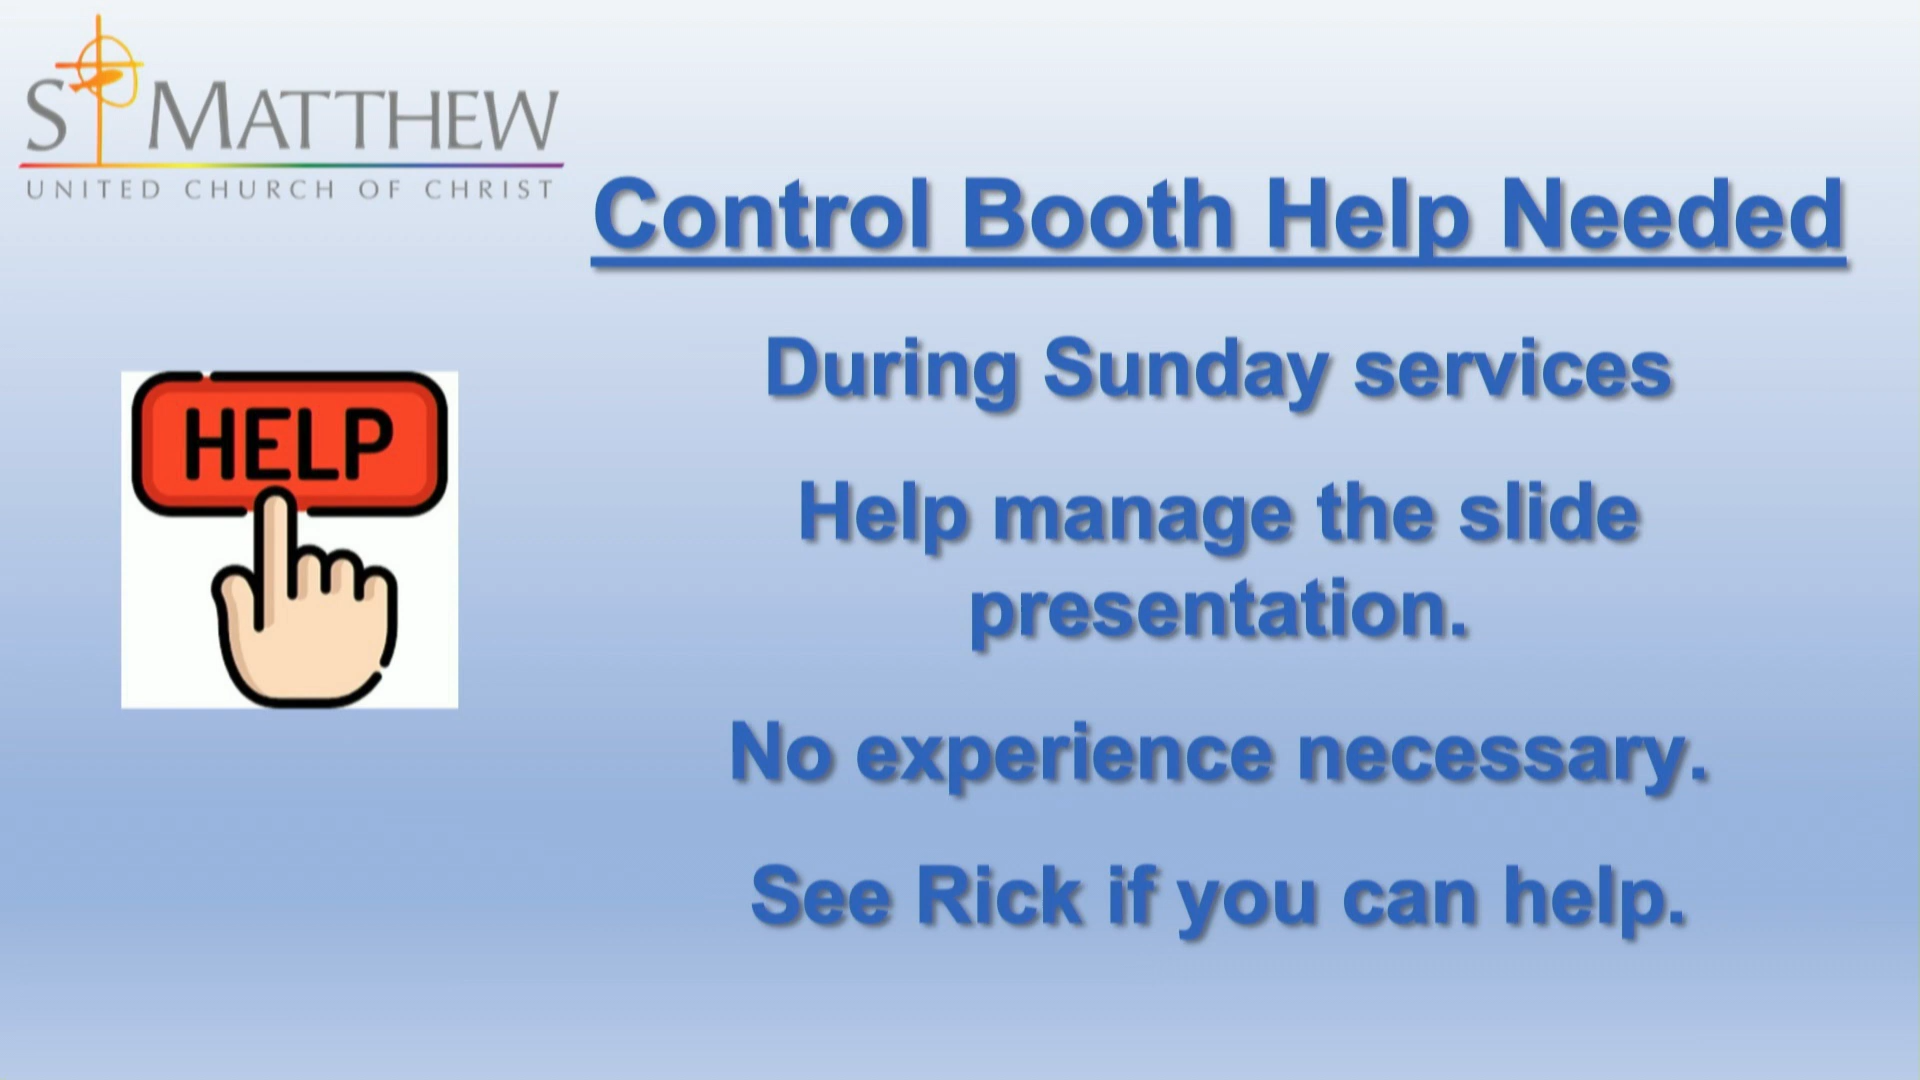 ST MATTHEW
UNITED CHURCH OF CHRIST
Control Booth Help Needed
During Sunday services
HELP
Help manage the slide
presentation.
No experience necessary.
See Rick if you can help.